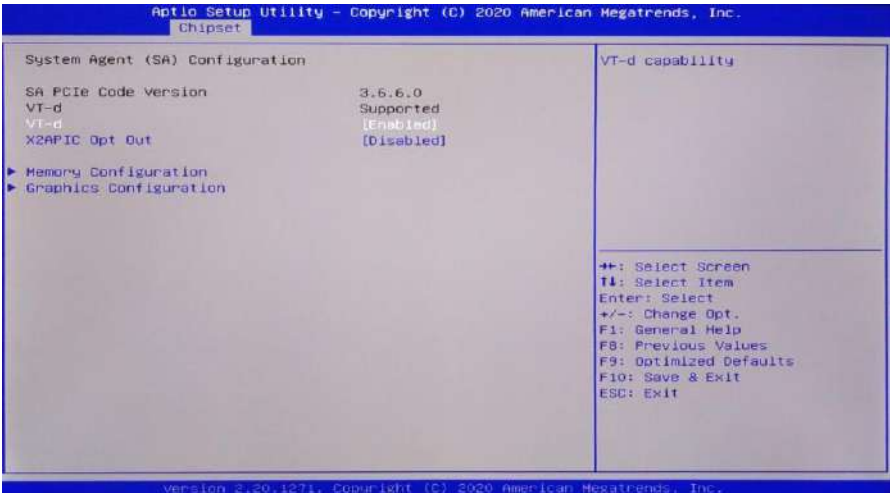 Aptio Setup Utility – Copyright (C) 2020 American Megatrends, Inc.
Chipset
System Agent (SA) Configuration
SA PCIe Code Version 3.6.6.0
VT-d Supported
VT-d [Enabled]
X2APIC Opt Out [Disabled]
► Memory Configuration
► Graphics Configuration
VT-d capability
→←: Select Screen
↑↓: Select Item
Enter: Select
+/-: Change Opt.
F1: General Help
F8: Previous Values
F9: Optimized Defaults
F10: Save & Exit
ESC: Exit
Version 2.20.1271. Copyright (C) 2020 American Megatrends, Inc.